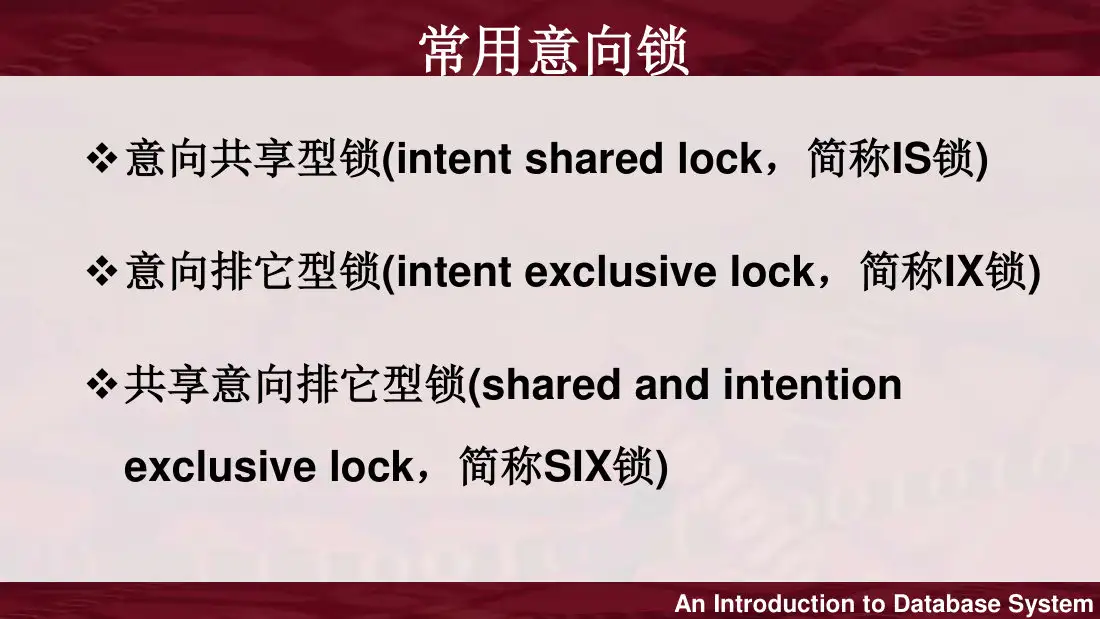 常用意向锁
❖意向共享型锁(intent shared lock，简称IS锁)
❖意向排它型锁(intent exclusive lock，简称IX锁)
❖共享意向排它型锁(shared and intention
exclusive lock，简称SIX锁)
An Introduction to Database System